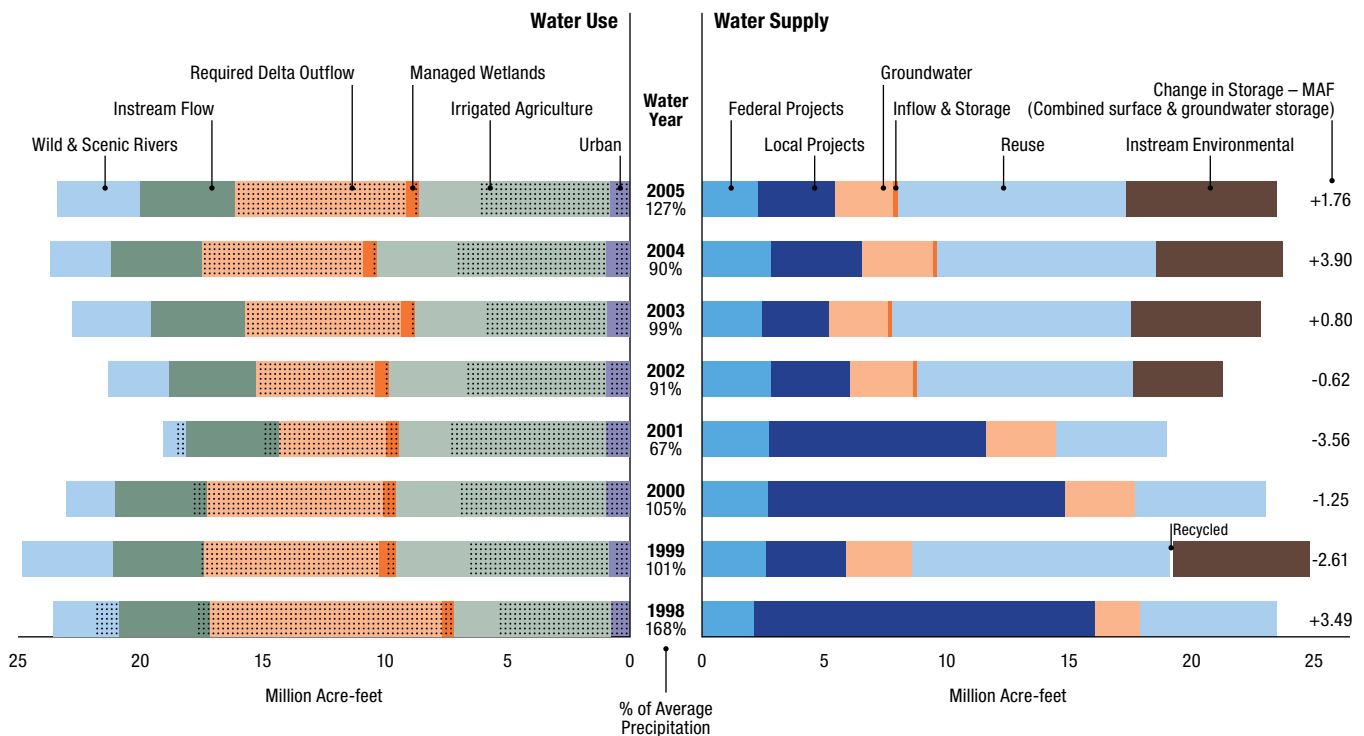 Water Use
Water Supply
Required Delta Outflow
Managed Wetlands
Instream Flow
Irrigated Agriculture
Wild & Scenic Rivers
Urban
Water
Year
Groundwater
Federal Projects
Inflow & Storage
Change in Storage – MAF
(Combined surface & groundwater storage)
Local Projects
Reuse
Instream Environmental
2005
127%
+1.76
2004
90%
+3.90
2003
99%
+0.80
2002
91%
-0.62
2001
67%
-3.56
2000
105%
-1.25
Recycled
1999
101%
-2.61
1998
168%
+3.49
25 20 15 10 5 0
0 5 10 15 20 25
Million Acre-feet
Million Acre-feet
% of Average
Precipitation